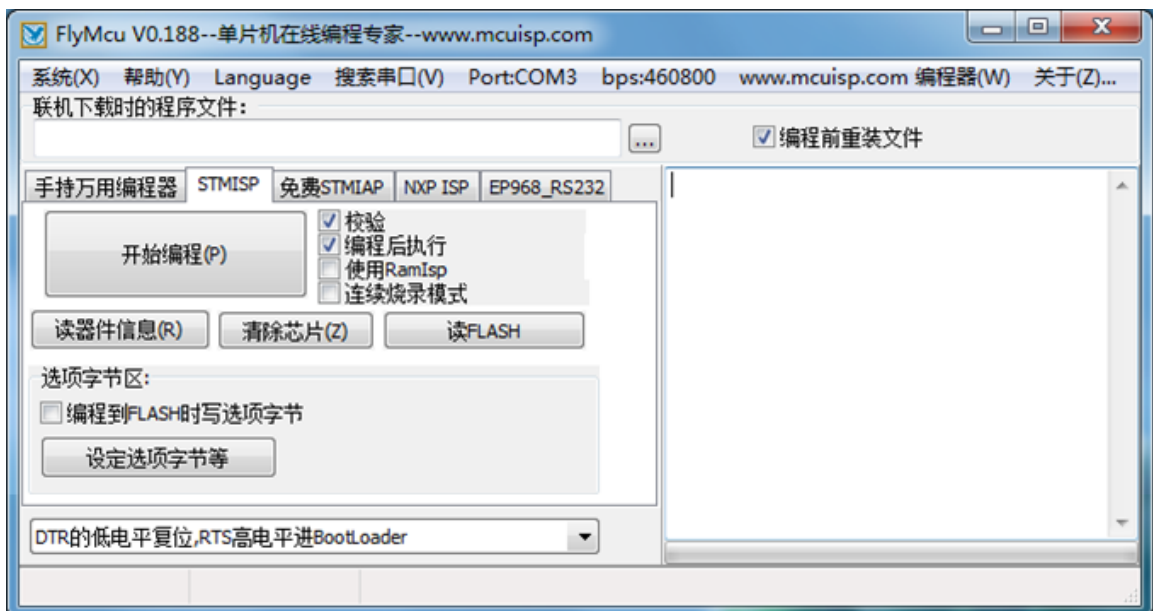 FlyMcu V0.188--单片机在线编程专家--www.mcuisp.com
系统(X) 帮助(Y) Language 搜索串口(V) Port:COM3 bps:460800 www.mcuisp.com 编程器(W) 关于(Z)...
联机下载时的程序文件：
...
编程前重装文件
手持万用编程器 STMISP 免费STMIAP NXP ISP EP968_RS232
开始编程(P)
校验
编程后执行
使用RamIsp
连续烧录模式
读器件信息(R) 清除芯片(Z) 读FLASH
选项字节区：
编程到FLASH时写选项字节
设定选项字节等
DTR的低电平复位,RTS高电平进BootLoader